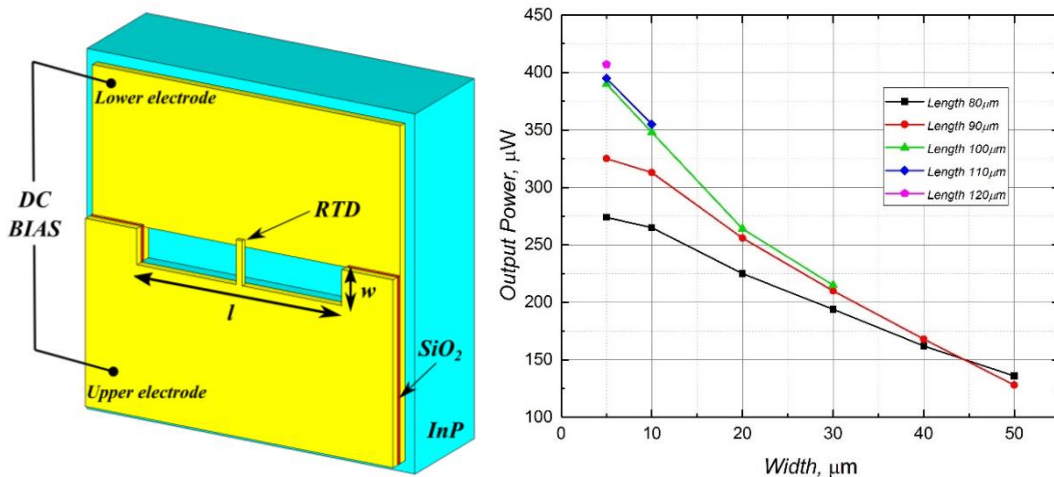 Lower electrode
DC
BIAS
RTD
w
l
SiO₂
Upper electrode
InP
450
400
350
300
250
200
150
100
Output Power, μW
Length 80μm
Length 90μm
Length 100μm
Length 110μm
Length 120μm
0 10 20 30 40 50
Width, μm